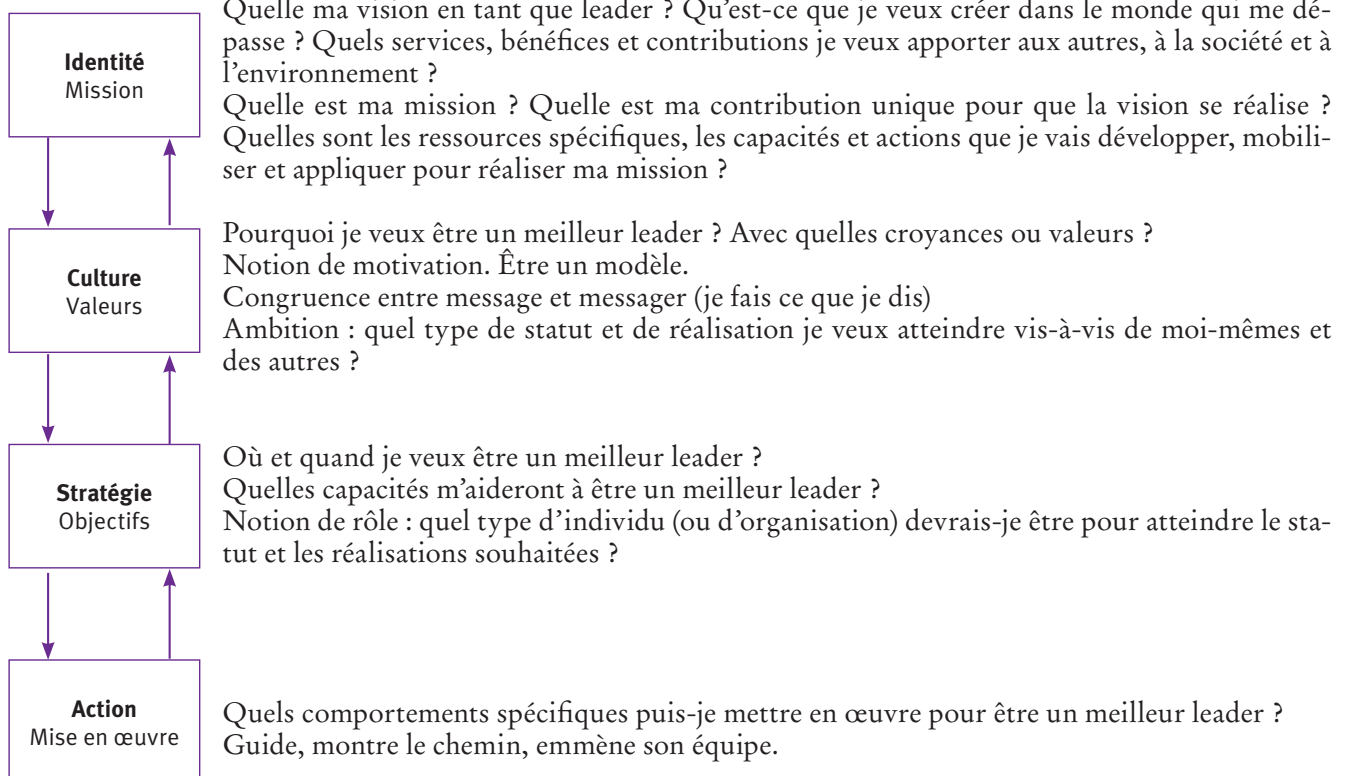 Quelle ma vision en tant que leader ? Qu'est-ce que je veux créer dans le monde qui me dé-
passe ? Quels services, bénéfices et contributions je veux apporter aux autres, à la société et à
l'environnement ?
Identité
Mission
Quelle est ma mission ? Quelle est ma contribution unique pour que la vision se réalise ?
Quelles sont les ressources spécifiques, les capacités et actions que je vais développer, mobili-
ser et appliquer pour réaliser ma mission ?
Culture
Valeurs
Pourquoi je veux être un meilleur leader ? Avec quelles croyances ou valeurs ?
Notion de motivation. Être un modèle.
Congruence entre message et messager (je fais ce que je dis)
Ambition : quel type de statut et de réalisation je veux atteindre vis-à-vis de moi-mêmes et
des autres ?
Stratégie
Objectifs
Où et quand je veux être un meilleur leader ?
Quelles capacités m'aideront à être un meilleur leader ?
Notion de rôle : quel type d'individu (ou d'organisation) devrais-je être pour atteindre le sta-
tut et les réalisations souhaitées ?
Action
Mise en œuvre
Quels comportements spécifiques puis-je mettre en œuvre pour être un meilleur leader ?
Guide, montre le chemin, emmène son équipe.